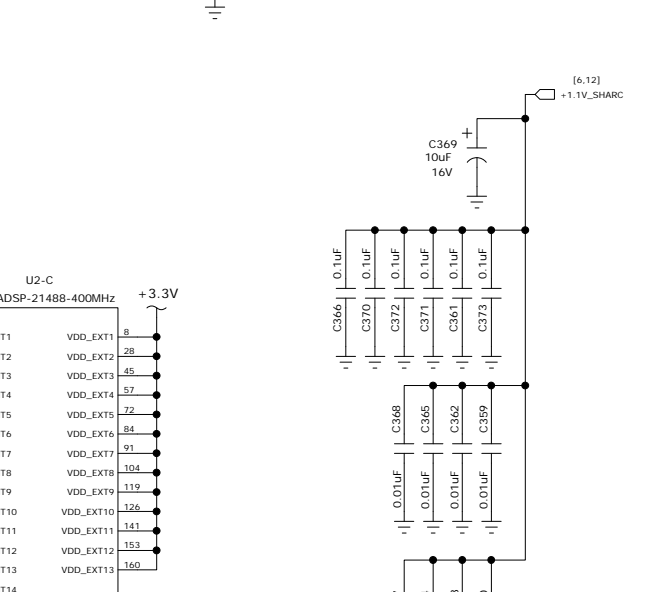 [6,12]
+1.1V_SHARC
+
C369
10uF
16V
0.1uF
0.1uF
0.1uF
0.1uF
0.1uF
0.1uF
C366
C370
C372
C371
C361
C373
U2-C
ADSP-21488-400MHz
+3.3V
T1 VDD_EXT1 8
T2 VDD_EXT2 28
T3 VDD_EXT3 45
T4 VDD_EXT4 57
T5 VDD_EXT5 72
T6 VDD_EXT6 84
T7 VDD_EXT7 91
T8 VDD_EXT8 104
T9 VDD_EXT9 119
T10 VDD_EXT10 126
T11 VDD_EXT11 141
T12 VDD_EXT12 153
T13 VDD_EXT13 160
T14
C368
C365
C362
C359
0.01uF
0.01uF
0.01uF
0.01uF